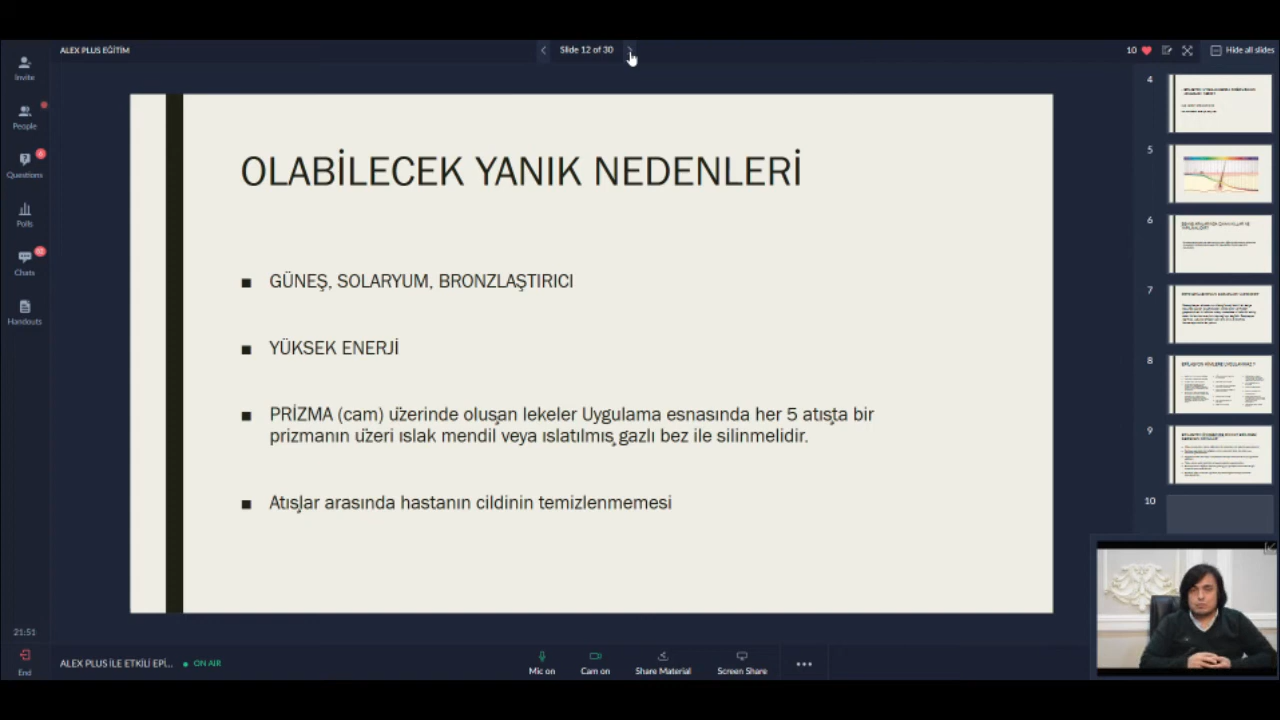 ALEX PLUS EĞİTİM
Slide 12 of 30
10
Hide all slides
Invite
People
Questions
Polls
Chats
Handouts
OLABİLECEK YANIK NEDENLERİ
GÜNEŞ, SOLARYUM, BRONZLAŞTIRICI
YÜKSEK ENERJİ
PRİZMA (cam) üzerinde oluşan lekeler Uygulama esnasında her 5 atışta bir
prizmanın üzeri ıslak mendil veya ıslatılmış gazlı bez ile silinmelidir.
Atışlar arasında hastanın cildinin temizlenmemesi
4
5
6
7
8
9
10
21:51
End
ALEX PLUS İLE ETKİLİ EPİ...
ON AIR
Mic on
Cam on
Share Material
Screen Share